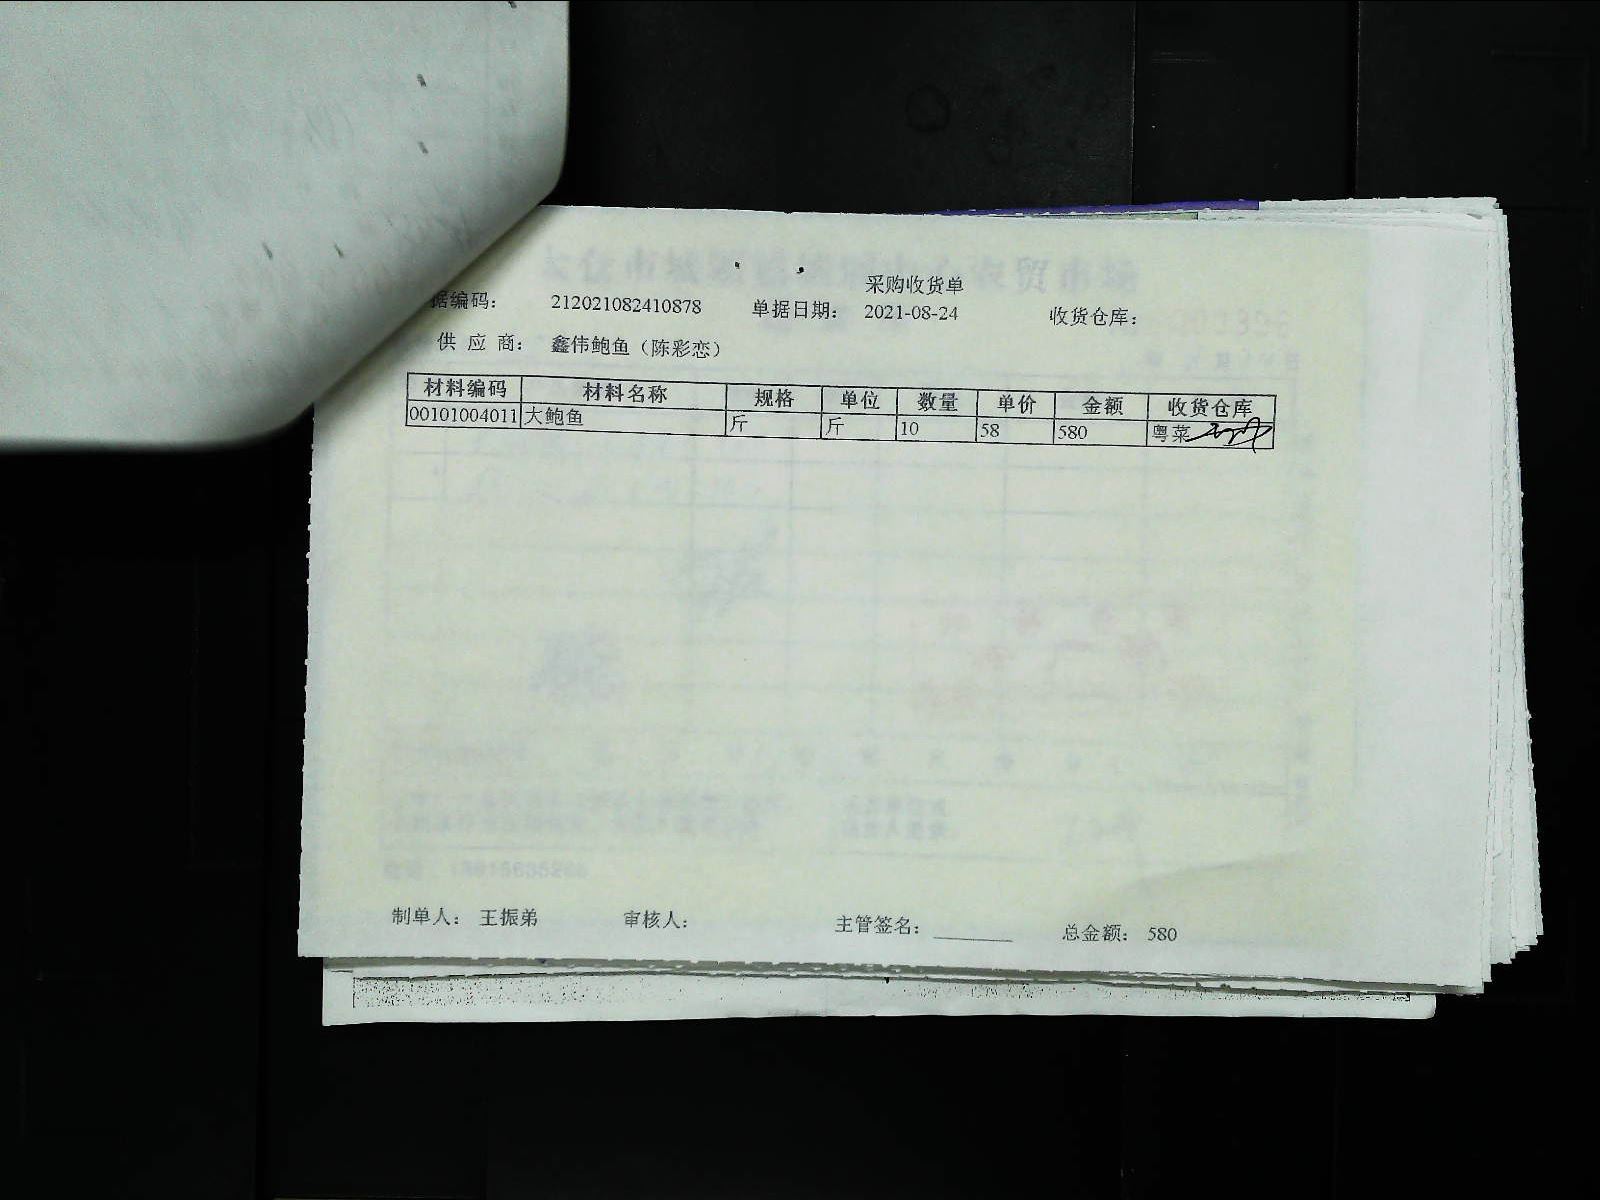 采购收货单
据编码： 212021082410878 单据日期： 2021-08-24 收货仓库：
供 应 商： 鑫伟鲍鱼（陈彩恋）
材料编码 材料名称 规格 单位 数量 单价 金额 收货仓库
00101004011 大鲍鱼 斤 斤 10 58 580 粤菜
制单人： 王振弟 审核人： 主管签名： 总金额： 580